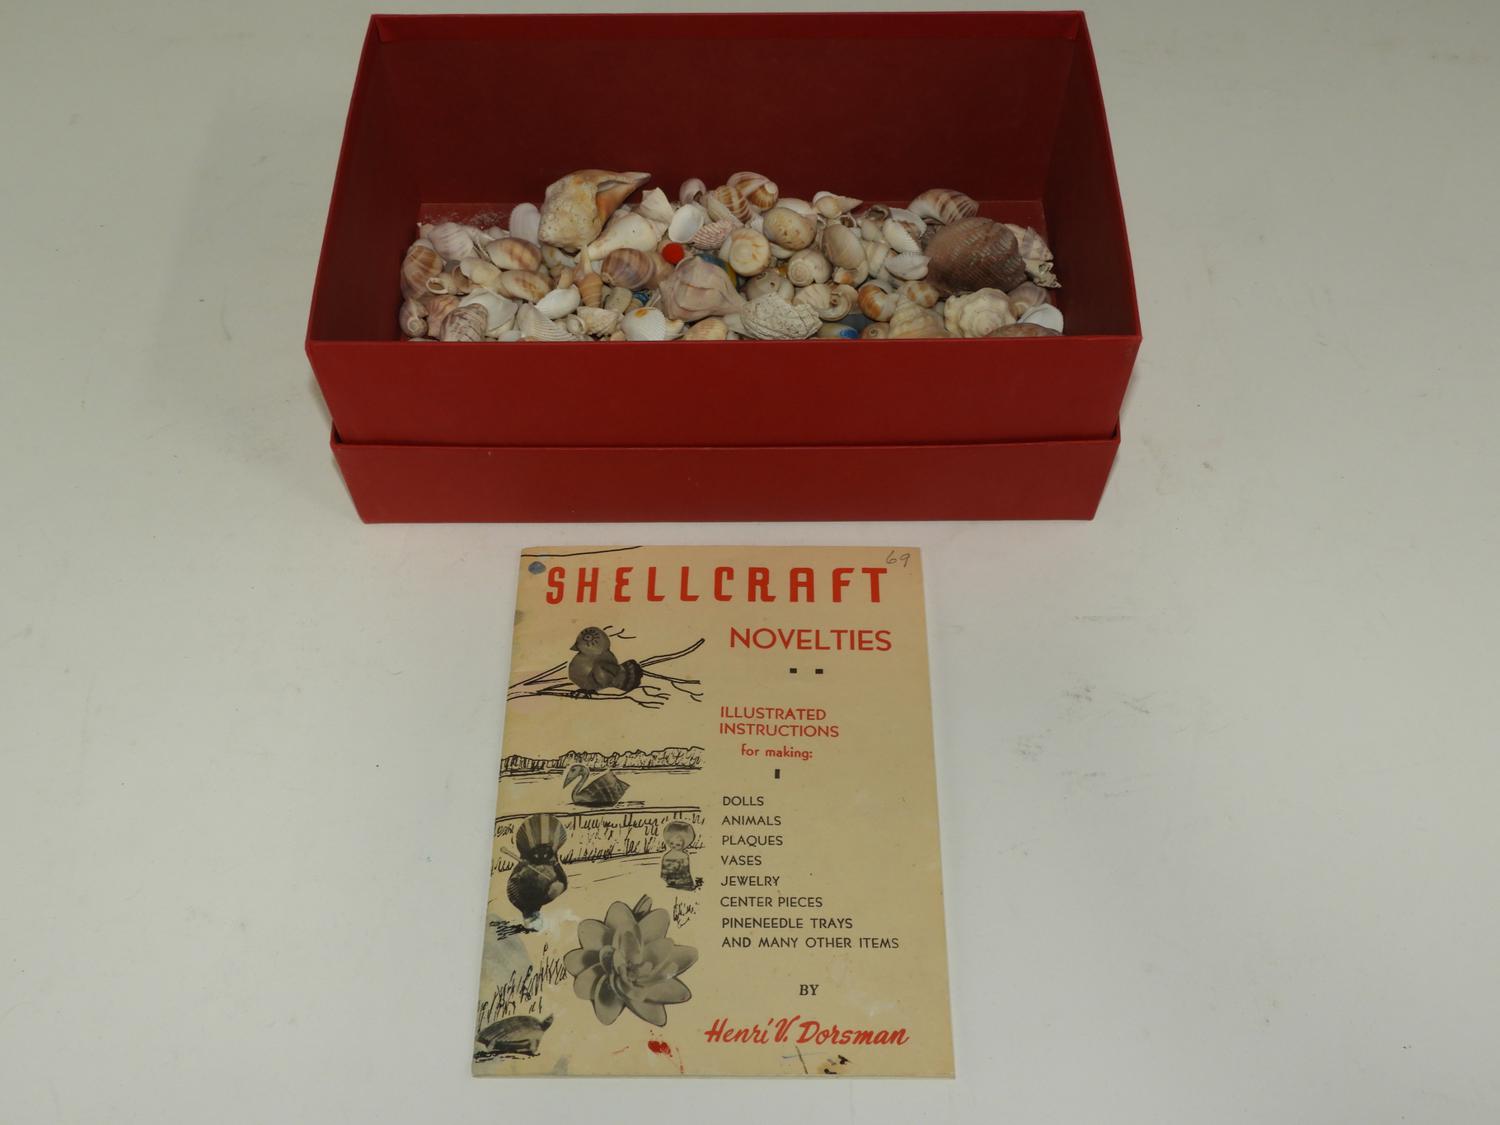 69
SHELLCRAFT
NOVELTIES
ILLUSTRATED
INSTRUCTIONS
for making:
DOLLS
ANIMALS
PLAQUES
VASES
JEWELRY
CENTER PIECES
PINENEEDLE TRAYS
AND MANY OTHER ITEMS
BY
Henri V. Dorsman